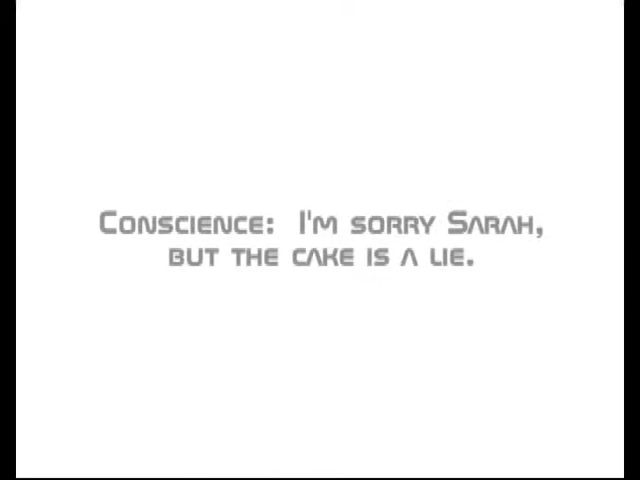 Conscience: I'm sorry Sarah,
but the cake is a lie.